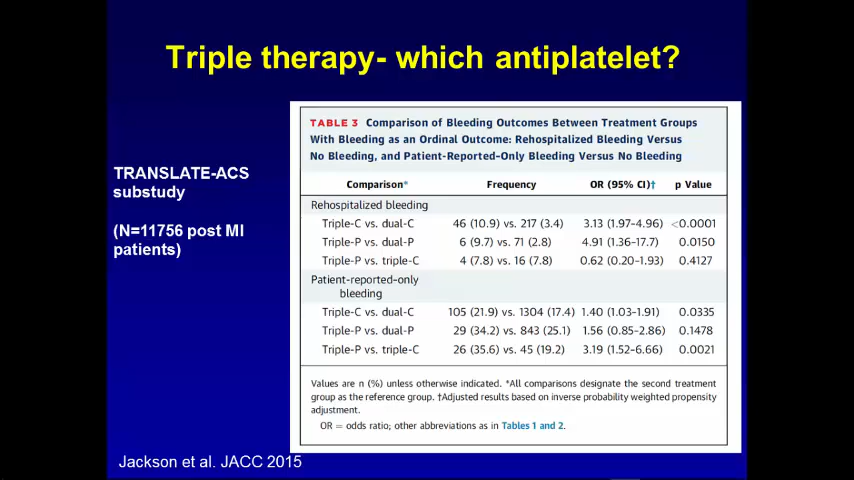 Triple therapy- which antiplatelet?
TRANSLATE-ACS
substudy
(N=11756 post MI
patients)
TABLE 3 Comparison of Bleeding Outcomes Between Treatment Groups
With Bleeding as an Ordinal Outcome: Rehospitalized Bleeding Versus
No Bleeding, and Patient-Reported-Only Bleeding Versus No Bleeding
Comparison* Frequency OR (95% CI)† p Value
Rehospitalized bleeding
Triple-C vs. dual-C 46 (10.9) vs. 217 (3.4) 3.13 (1.97–4.96) <0.0001
Triple-P vs. dual-P 6 (9.7) vs. 71 (2.8) 4.91 (1.36–17.7) 0.0150
Triple-P vs. triple-C 4 (7.8) vs. 16 (7.8) 0.62 (0.20–1.93) 0.4127
Patient-reported-only
bleeding
Triple-C vs. dual-C 105 (21.9) vs. 1304 (17.4) 1.40 (1.03–1.91) 0.0335
Triple-P vs. dual-P 29 (34.2) vs. 843 (25.1) 1.56 (0.85–2.86) 0.1478
Triple-P vs. triple-C 26 (35.6) vs. 45 (19.2) 3.19 (1.52–6.66) 0.0021
Values are n (%) unless otherwise indicated. *All comparisons designate the second treatment
group as the reference group. †Adjusted results based on inverse probability weighted propensity
adjustment.
OR = odds ratio; other abbreviations as in Tables 1 and 2.
Jackson et al. JACC 2015